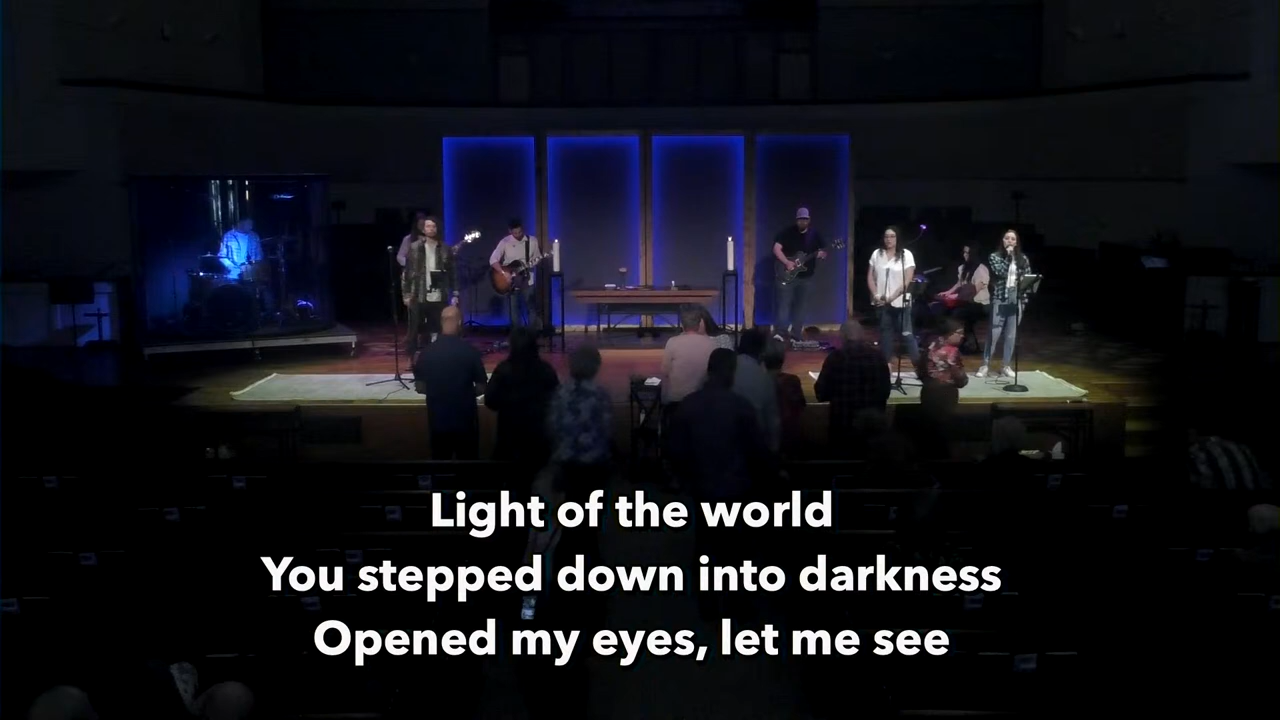 Light of the world
You stepped down into darkness
Opened my eyes, let me see